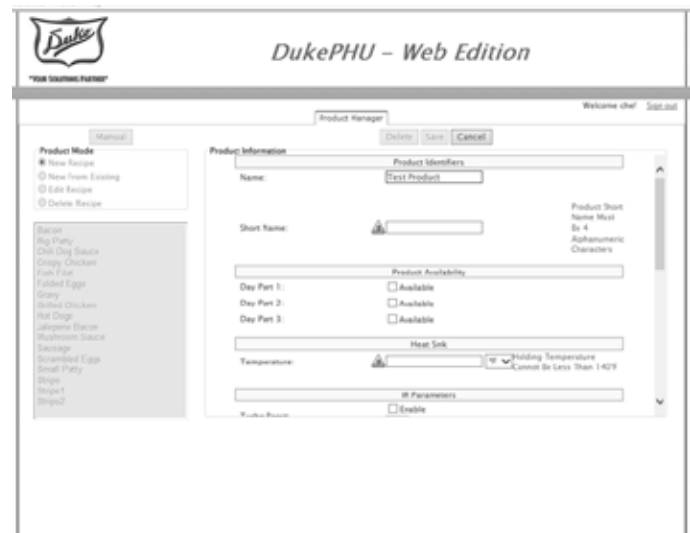 Duke
"YOUR SOLUTIONS PARTNER"
DukePHU – Web Edition
Welcome chef Sign out
Product Manager
Manual
Delete Save Cancel
Product Mode
New Recipe
New From Existing
Edit Recipe
Delete Recipe
Bacon
Big Patty
Chili Dog Sauce
Crispy Chicken
Fish Filet
Folded Eggs
Gravy
Grilled Chicken
Hot Dogs
Jalepeno Bacon
Mushroom Sauce
Sausage
Scrambled Eggs
Small Patty
Strips
Strips1
Strips2
Product Information
Product Identifiers
Name: Test Product
Short Name:
Product Short
Name Must
Be 4
Alphanumeric
Characters
Product Availability
Day Part 1: Available
Day Part 2: Available
Day Part 3: Available
Heat Sink
Temperature: °F Holding Temperature
Cannot Be Less Than 140°F
IR Parameters
Enable